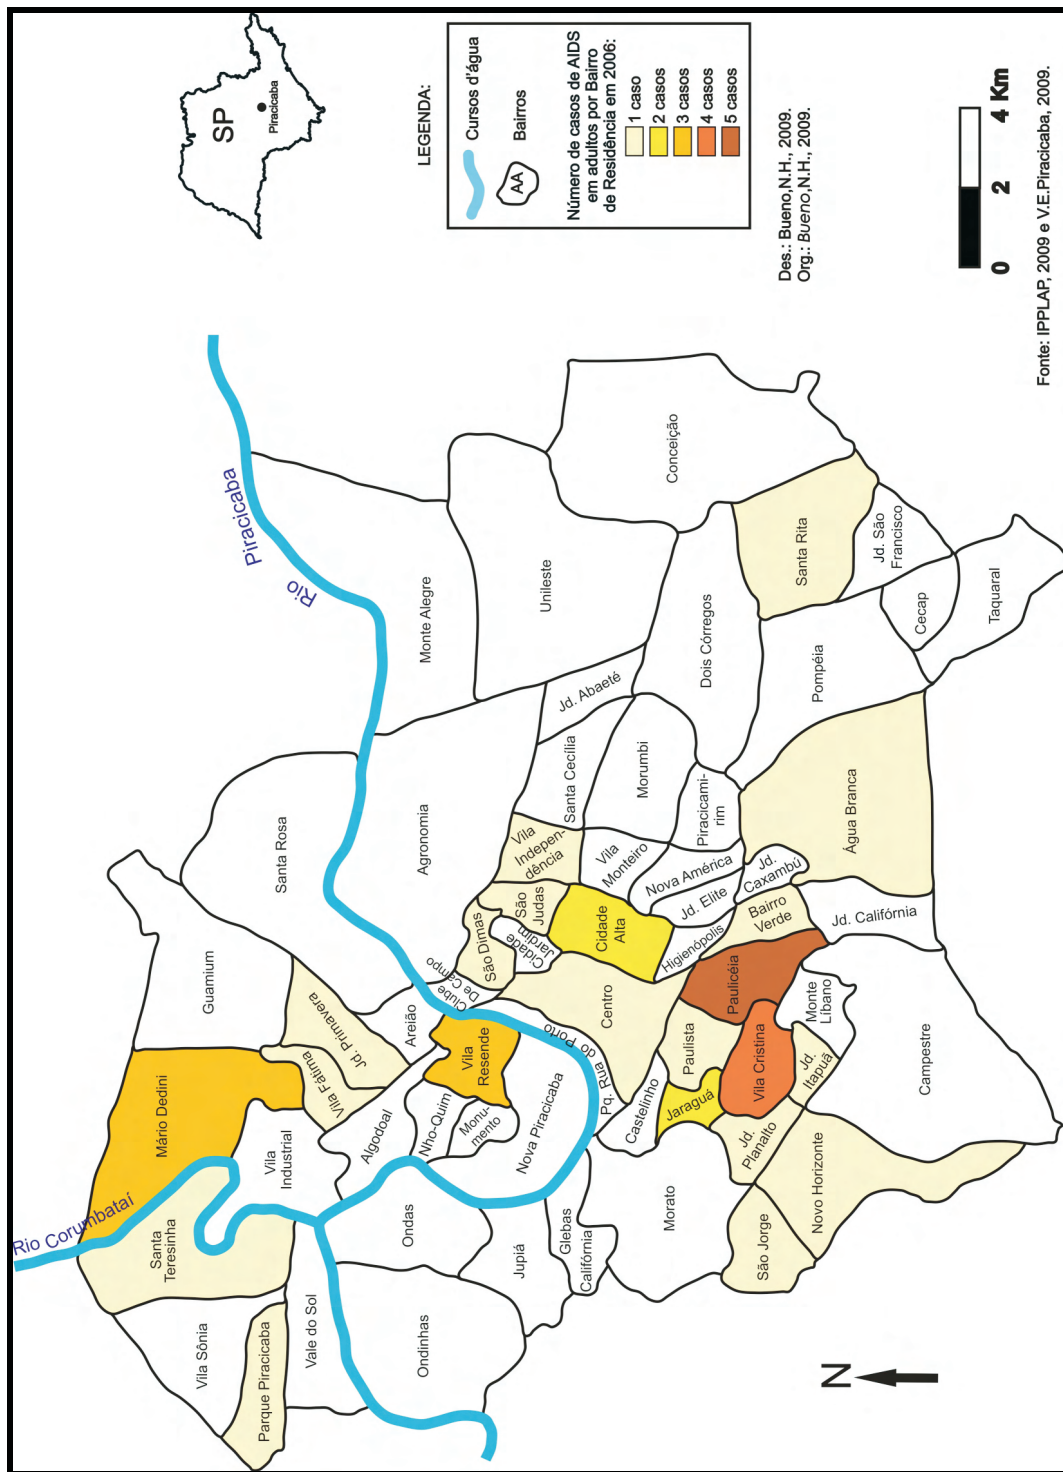 SP
Piracicaba
LEGENDA:
Cursos d'água
AA
Bairros
Número de casos de AIDS
em adultos por Bairro
de Residência em 2006:
1 caso
2 casos
3 casos
4 casos
5 casos
Des.: Bueno,N.H., 2009.
Org.: Bueno,N.H., 2009.
0 2 4 Km
Fonte: IPPLAP, 2009 e V.E.Piracicaba, 2009.
N
Rio Corumbataí
Rio
Piracicaba
Parque Piracicaba
Vila Sônia
Santa
Teresinha
Mário Dedini
Guamium
Santa Rosa
Vale do Sol
Vila
Industrial
Vila Fátima
Jd. Primavera
Areião
Algodoal
Nho-Quim
Monu-
mento
Vila
Resende
Nova Piracicaba
Clube
De Campo
Agronomia
Monte Alegre
Unileste
Conceição
Ondinhas
Ondas
Jupiá
Glebas
Califórnia
Pq. Rua do Porto
São Dimas
Cidade
Jardim
São
Judas
Vila
Indepen-
dência
Santa Cecília
Jd. Abaeté
Centro
Cidade
Alta
Vila
Monteiro
Morumbi
Dois Córregos
Castelinho
Morato
Paulista
Higienópolis
Jd. Elite
Nova América
Piracicami-
rim
Santa Rita
Jaraguá
Vila Cristina
Paulicéia
Bairro
Verde
Jd.
Caxambú
Água Branca
Pompéia
Jd. São
Francisco
Cecap
Taquaral
São Jorge
Novo Horizonte
Jd.
Planalto
Jd.
Itapuá
Monte
Líbano
Jd. Califórnia
Campestre